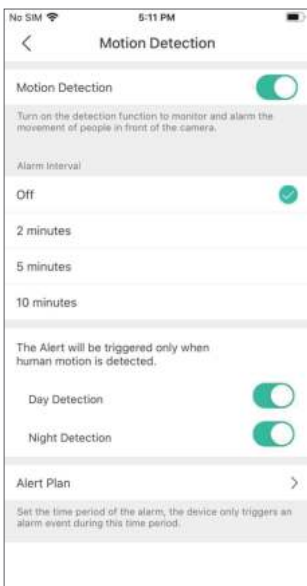 No SIM 5:11 PM
Motion Detection
Motion Detection
Turn on the detection function to monitor and alarm the
movement of people in front of the camera.
Alarm Interval
Off
2 minutes
5 minutes
10 minutes
The Alert will be triggered only when
human motion is detected.
Day Detection
Night Detection
Alert Plan
Set the time period of the alarm, the device only triggers an
alarm event during this time period.